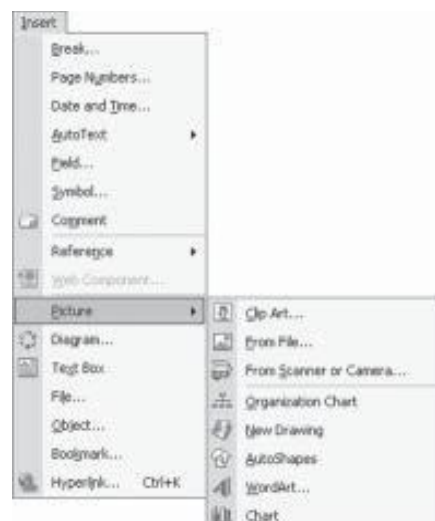 Insert
Break...
Page Numbers...
Date and Time...
AutoText
Field...
Symbol...
Comment
Reference
Web Component...
Picture
Diagram...
Text Box
File...
Object...
Bookmark...
Hyperlink... Ctrl+K
Clip Art...
From File...
From Scanner or Camera...
Organization Chart
New Drawing
AutoShapes
WordArt...
Chart